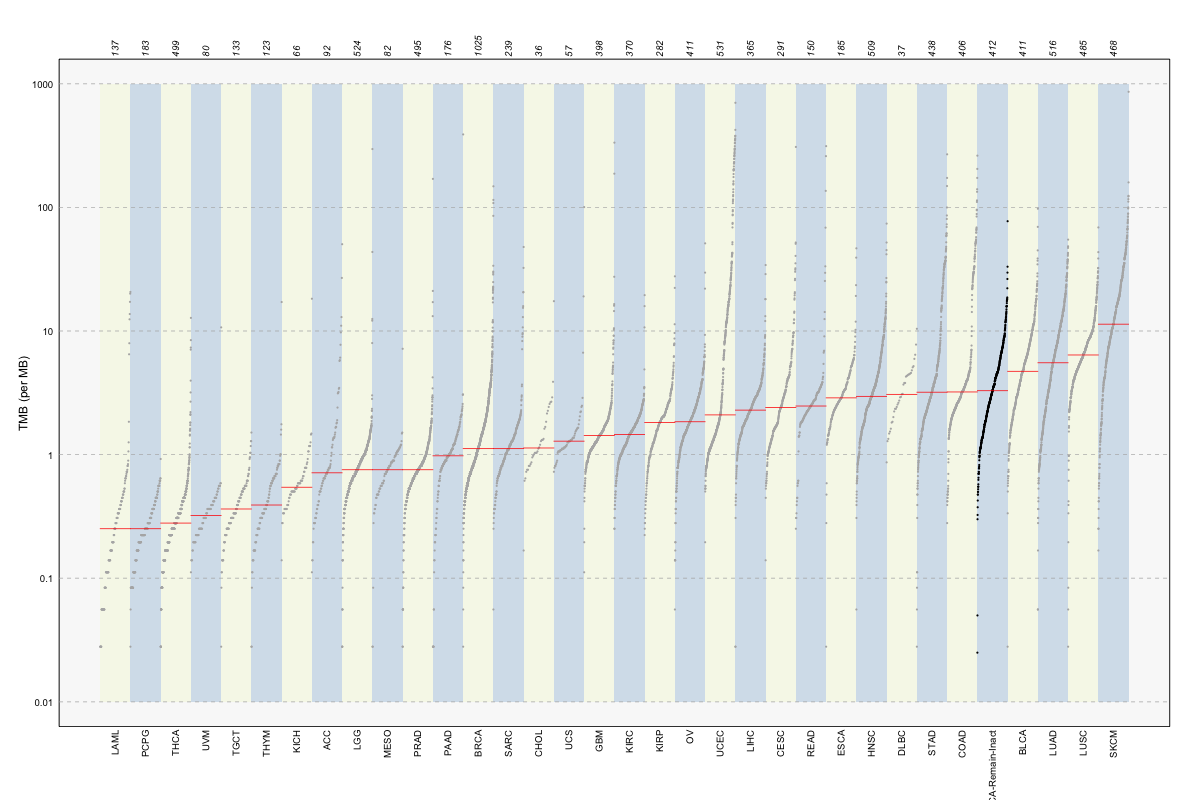 137 183 499 80 133 123 66 92 524 82 495 176 1025 239 36 57 398 370 282 411 531 365 291 150 185 509 37 438 406 412 411 516 485 468
1000
100
10
1
0.1
0.01
TMB (per MB)
LAML PCPG THCA UVM TGCT THYM KICH ACC LGG MESO PRAD PAAD BRCA SARC CHOL UCS GBM KIRC KIRP OV UCEC LIHC CESC READ ESCA HNSC DLBC STAD COAD CA-Remain-Inact BLCA LUAD LUSC SKCM